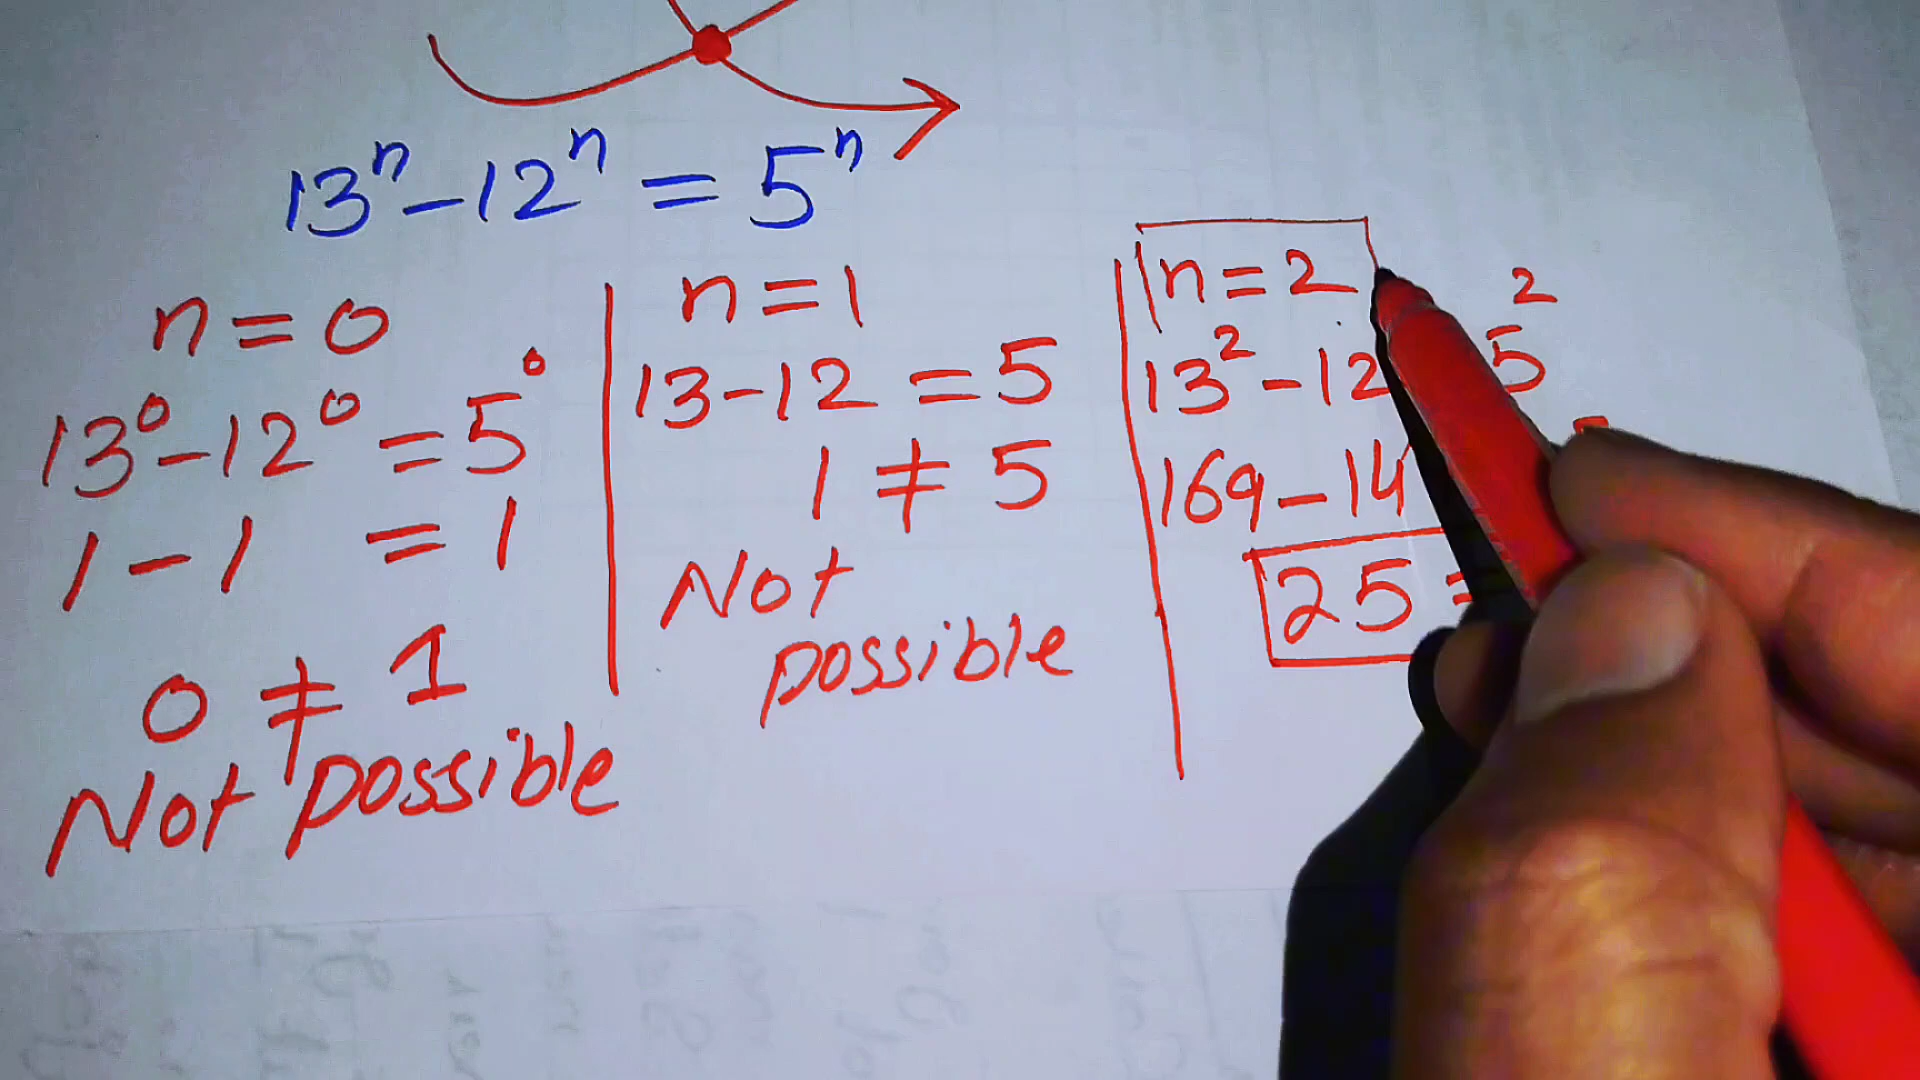 13ⁿ-12ⁿ = 5ⁿ
n = 0
13⁰-12⁰ = 5⁰
1 - 1 = 1
0 ≠ 1
Not possible
n = 1
13-12 = 5
1 ≠ 5
Not
possible
n = 2
13² - 12 5²
169 - 14
25 =